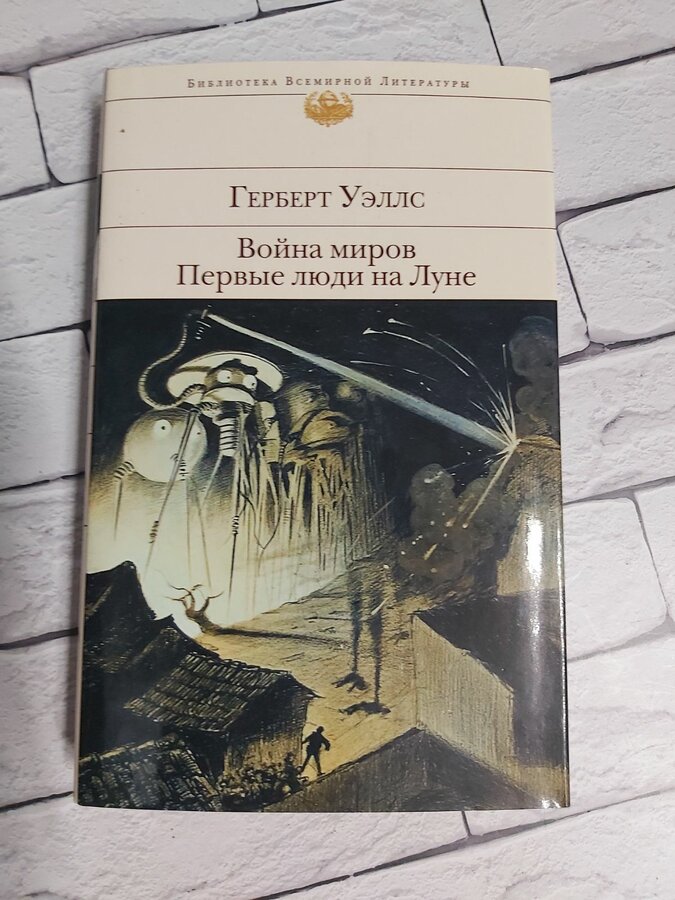 Библиотека Всемирной Литературы
Герберт Уэллс
Война миров
Первые люди на Луне